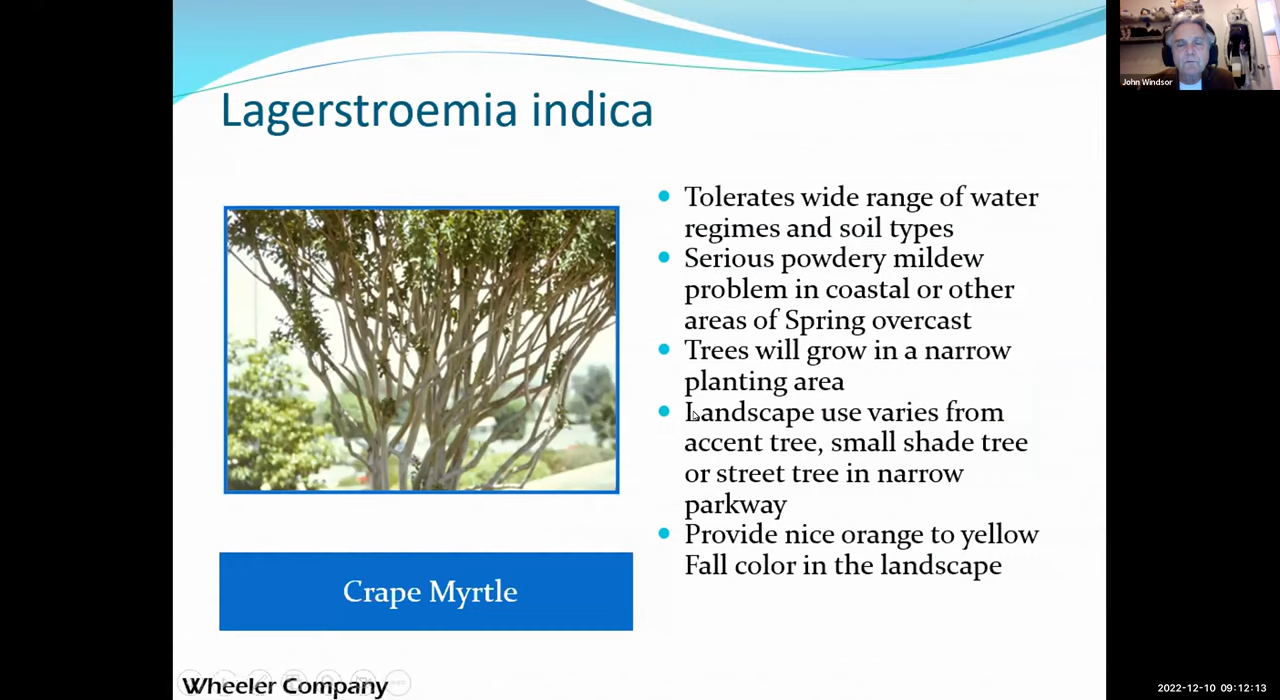 John Windsor
Lagerstroemia indica
Tolerates wide range of water
regimes and soil types
Serious powdery mildew
problem in coastal or other
areas of Spring overcast
Trees will grow in a narrow
planting area
Landscape use varies from
accent tree, small shade tree
or street tree in narrow
parkway
Provide nice orange to yellow
Fall color in the landscape
Crape Myrtle
Wheeler Company
2022-12-10 09:12:13